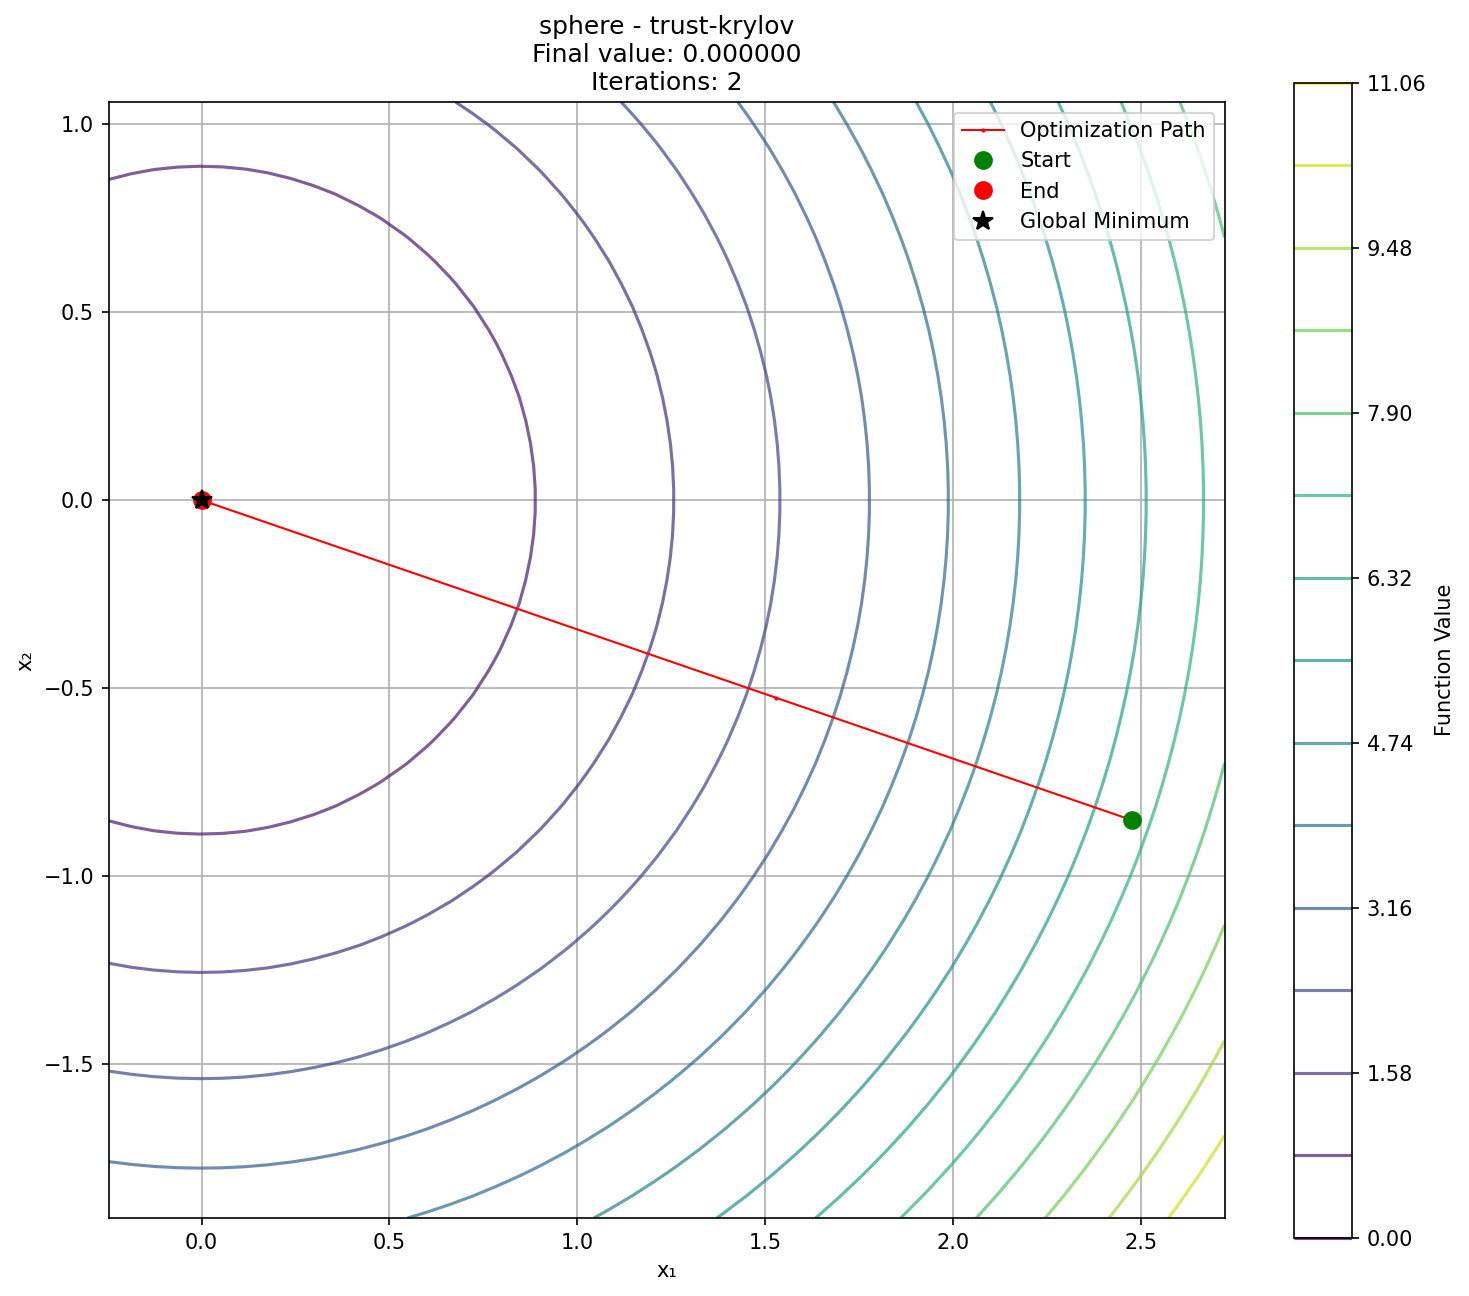 sphere - trust-krylov
Final value: 0.000000
Iterations: 2
Optimization Path
Start
End
Global Minimum
1.0
0.5
0.0
−0.5
−1.0
−1.5
x₂
0.0
0.5
1.0
1.5
2.0
2.5
x₁
11.06
9.48
7.90
6.32
4.74
3.16
1.58
0.00
Function Value